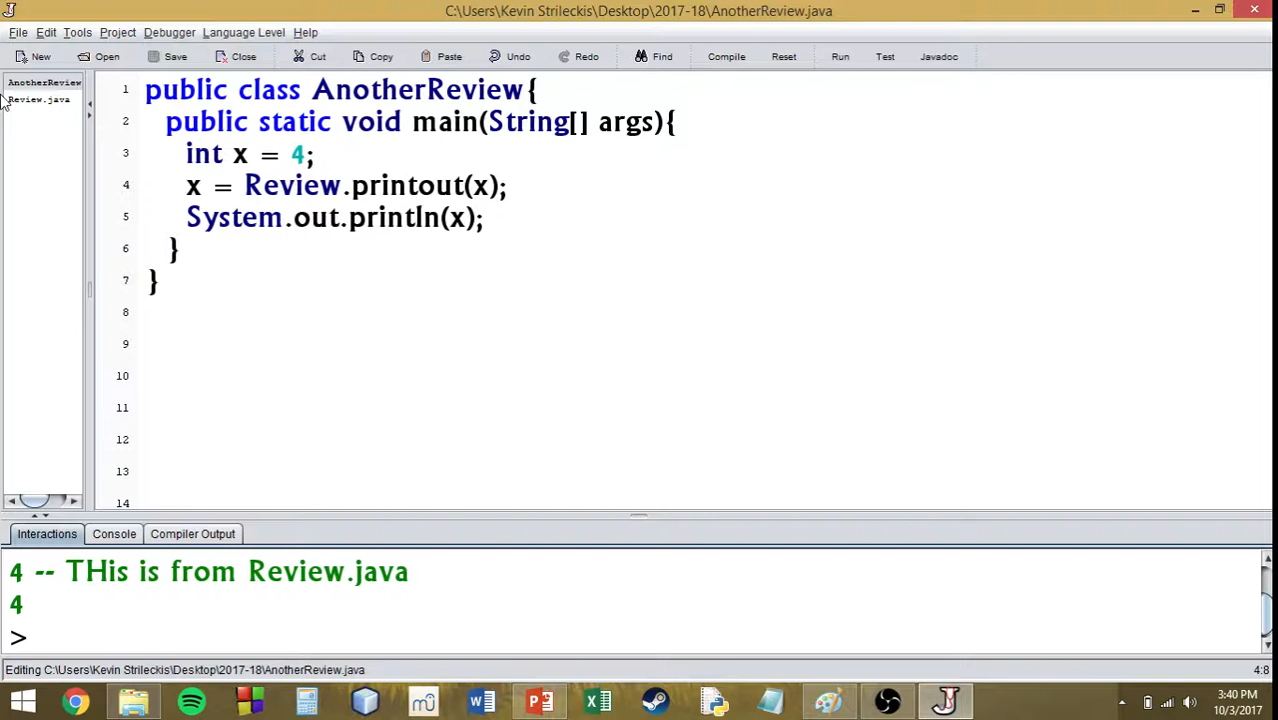 C:\Users\Kevin Strileckis\Desktop\2017-18\AnotherReview.java
File Edit Tools Project Debugger Language Level Help
New Open Save Close Cut Copy Paste Undo Redo Find Compile Reset Run Test Javadoc
AnotherReview
Review.java
1 public class AnotherReview{
2 public static void main(String[] args){
3 int x = 4;
4 x = Review.printout(x);
5 System.out.println(x);
6 }
7 }
8
9
10
11
12
13
14
Interactions Console Compiler Output
4 -- THis is from Review.java
4
>
Editing C:\Users\Kevin Strileckis\Desktop\2017-18\AnotherReview.java 4:8
3:40 PM
10/3/2017